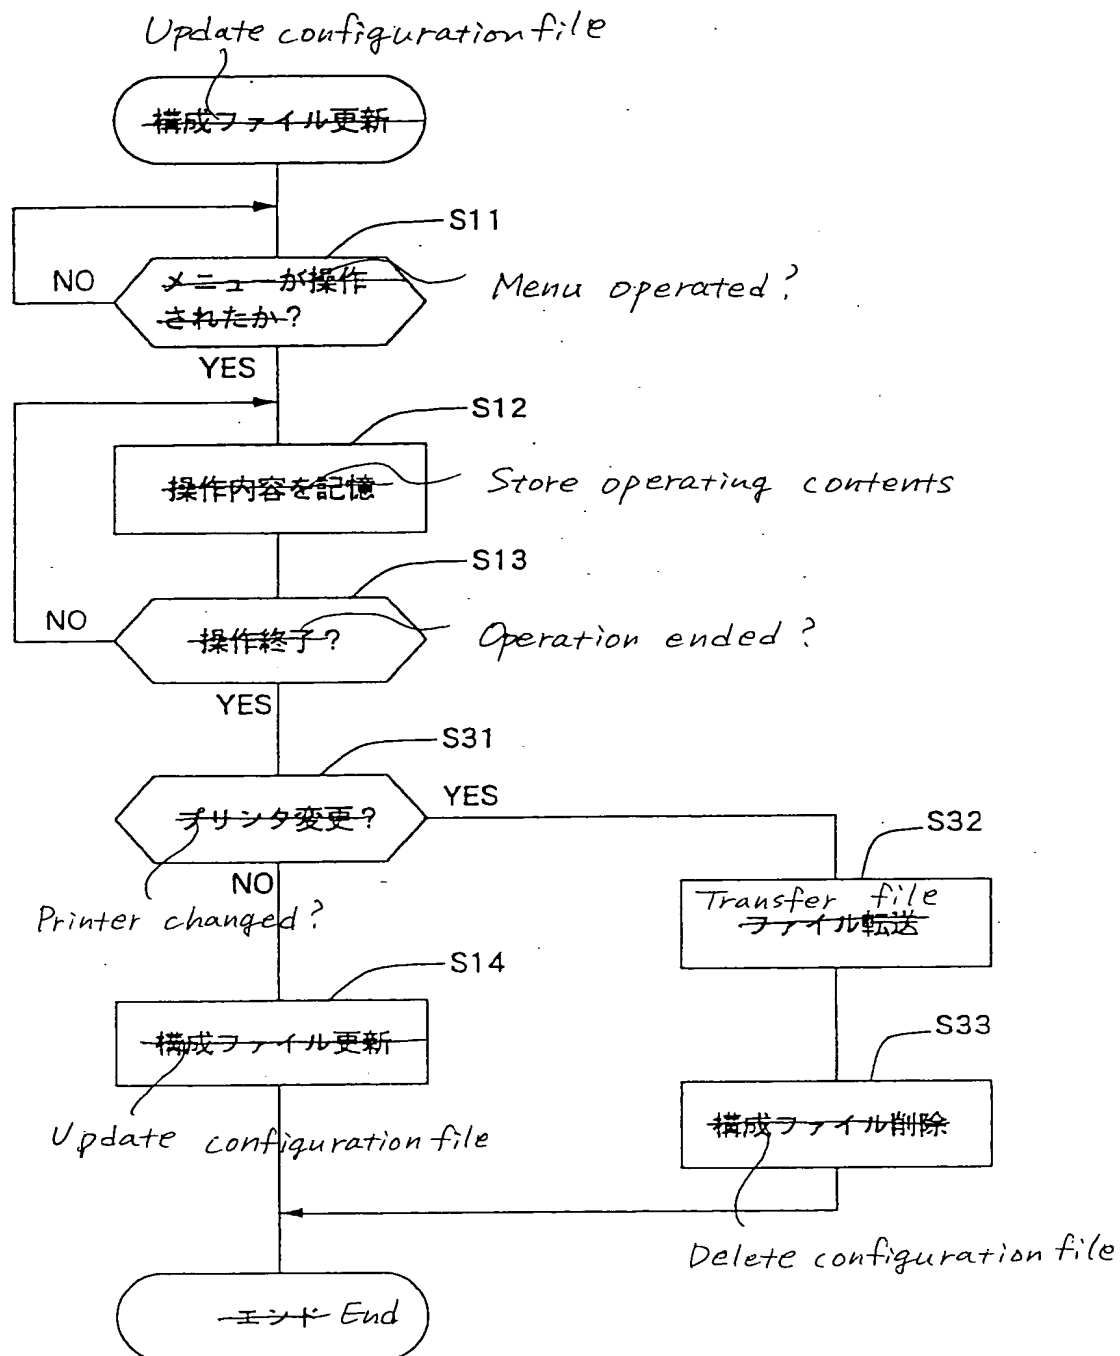 Update configuration file
構成ファイル更新
S11
NO
メニューが操作
されたか?
Menu operated?
YES
S12
操作内容を記憶
Store operating contents
S13
NO
操作終了?
Operation ended?
YES
S31
プリンタ変更?
YES
NO
Printer changed?
S32
Transfer file
ファイル転送
S14
構成ファイル更新
Update configuration file
S33
構成ファイル削除
Delete configuration file
エンド End